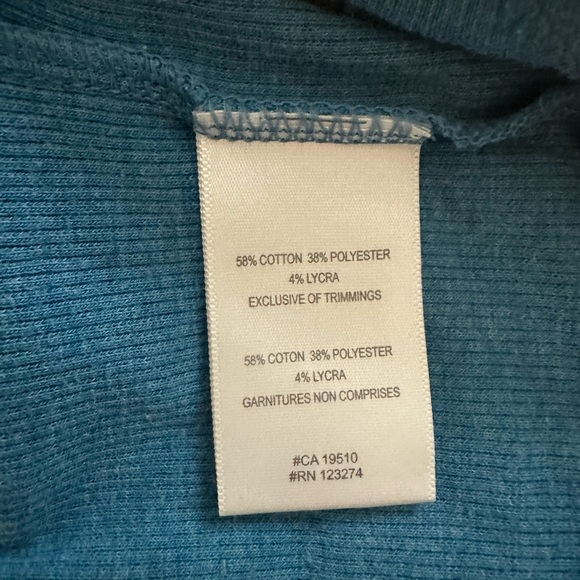 58% COTTON 38% POLYESTER
4% LYCRA
EXCLUSIVE OF TRIMMINGS
58% COTON 38% POLYESTER
4% LYCRA
GARNITURES NON COMPRISES
#CA 19510
#RN 123274